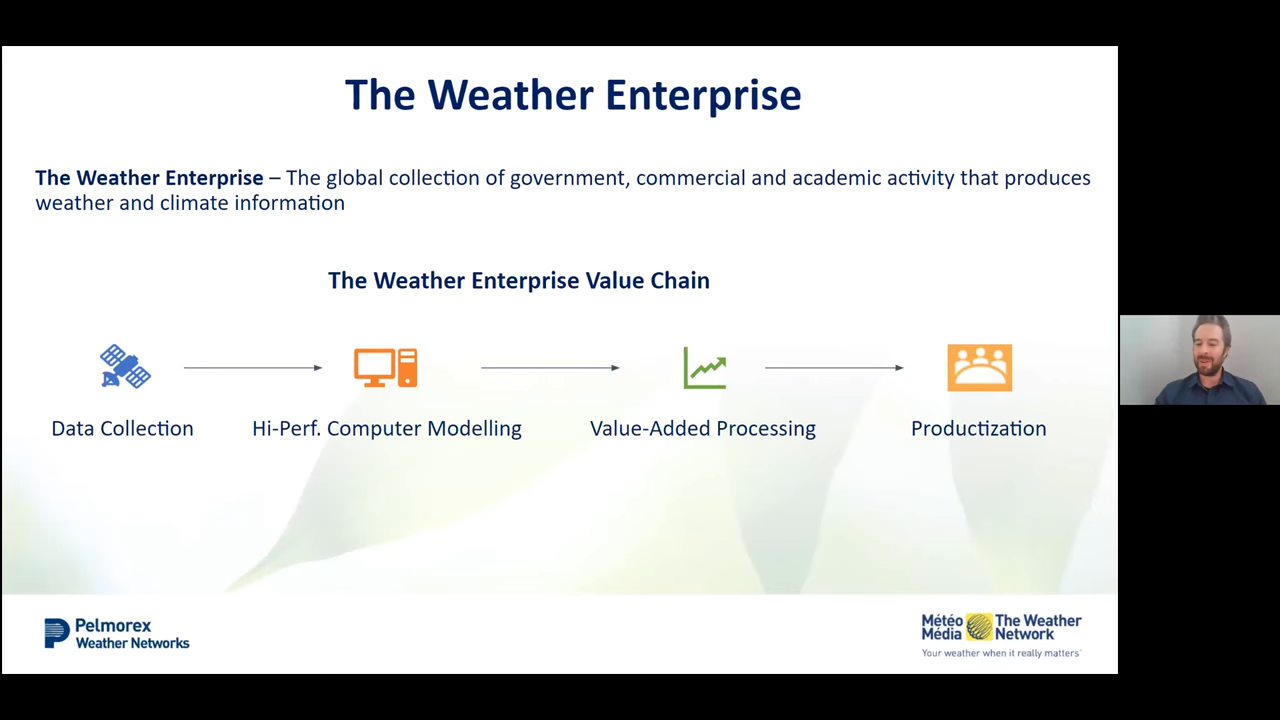 The Weather Enterprise
The Weather Enterprise – The global collection of government, commercial and academic activity that produces
weather and climate information
The Weather Enterprise Value Chain
Data Collection
Hi-Perf. Computer Modelling
Value-Added Processing
Productization
Pelmorex
Weather Networks
Météo
Média
The Weather
Network
Your weather when it really matters™